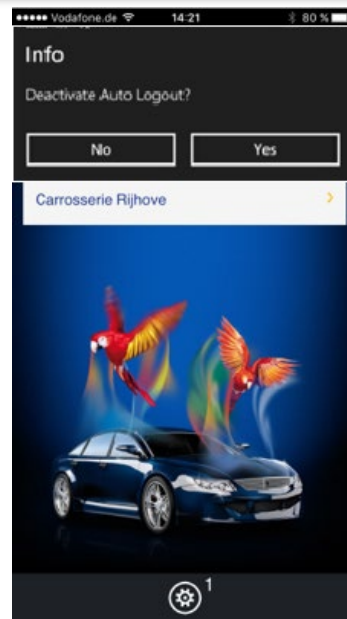 Vodafone.de 14:21 80 %
Info
Deactivate Auto Logout?
No Yes
Carrosserie Rijhove
1